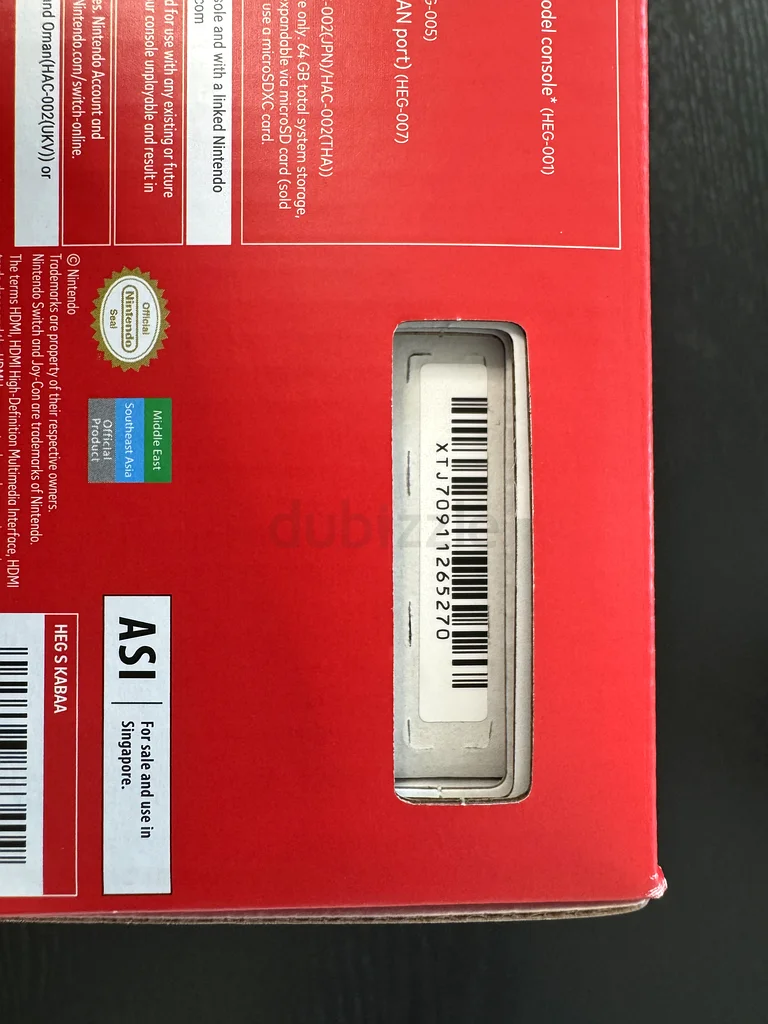 odel console* (HEG-001)
G-005)
AN port) (HEG-007)
-002(JPN)/HAC-002(THA))
e only. 64 GB total system storage,
xpandable via microSD card (sold
use a microSDXC card.
sole and with a linked Nintendo
com
d for use with any existing or future
ur console unplayable and result in
es. Nintendo Account and
Nintendo.com/switch-online.
and Oman(HAC-002(UKV)) or
© Nintendo
Trademarks are property of their respective owners.
Nintendo Switch and Joy-Con are trademarks of Nintendo.
The terms HDMI, HDMI High-Definition Multimedia Interface, HDMI
Official
Nintendo
Seal
Middle East
Southeast Asia
Official
Product
XTJ70911265270
ASI
For sale and use in
Singapore.
HEG S KABAA
dubizzle